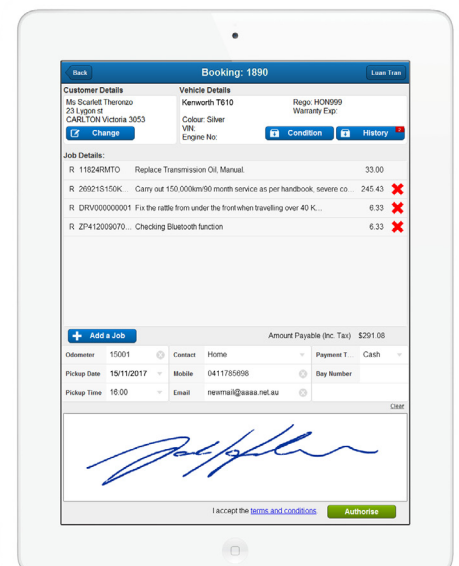 Back Booking: 1890 Luan Tran
Customer Details Vehicle Details
Ms Scarlett Theronzo Kenworth T610 Rego: HON999
23 Lygon st Warranty Exp:
CARLTON Victoria 3053 Colour: Silver
VIN:
Change Engine No: Condition History 2
Job Details:
R 11824RMTO Replace Transmission Oil, Manual. 33.00
R 26921S150K... Carry out 150,000km/90 month service as per handbook, severe co... 245.43
R DRV000000001 Fix the rattle from under the front when travelling over 40 K... 6.33
R ZP412009070... Checking Bluetooth function 6.33
Add a Job Amount Payable (Inc. Tax) $291.08
Odometer 15001 Contact Home Payment T... Cash
Pickup Date 15/11/2017 Mobile 0411785698 Bay Number
Pickup Time 16:00 Email newmail@aaaa.net.au
Clear
I accept the terms and conditions. Authorise